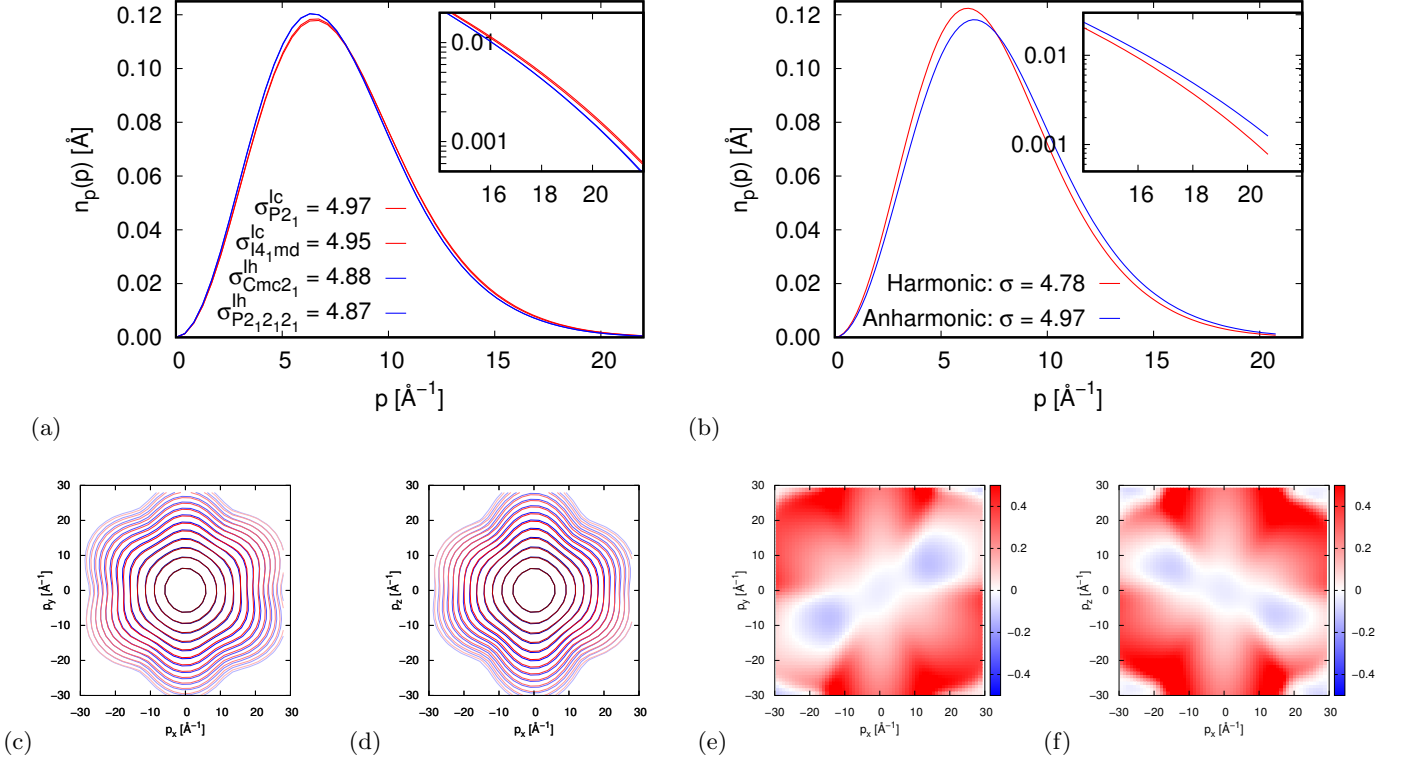 0.12
0.10
0.08
0.06
0.04
0.02
0.00
n_p(p) [Å]
0 5 10 15 20
p [Å⁻¹]
0.01
0.001
16 18 20
σ^{Ic}_{P2_1} = 4.97
σ^{Ic}_{I4_1md} = 4.95
σ^{Ih}_{Cmc2_1} = 4.88
σ^{Ih}_{P2_12_12_1} = 4.87
(a)
0.12
0.10
0.08
0.06
0.04
0.02
0.00
n_p(p) [Å]
0 5 10 15 20
p [Å⁻¹]
0.01
0.001
16 18 20
Harmonic: σ = 4.78
Anharmonic: σ = 4.97
(b)
30
20
10
0
−10
−20
−30
p_y [Å⁻¹]
−30 −20 −10 0 10 20 30
p_x [Å⁻¹]
(c)
30
20
10
0
−10
−20
−30
p_z [Å⁻¹]
−30 −20 −10 0 10 20 30
p_x [Å⁻¹]
(d)
30
20
10
0
−10
−20
−30
p_y [Å⁻¹]
−30 −20 −10 0 10 20 30
p_x [Å⁻¹]
0.4
0.2
0
−0.2
−0.4
(e)
30
20
10
0
−10
−20
−30
p_z [Å⁻¹]
−30 −20 −10 0 10 20 30
p_x [Å⁻¹]
0.4
0.2
0
−0.2
−0.4
(f)